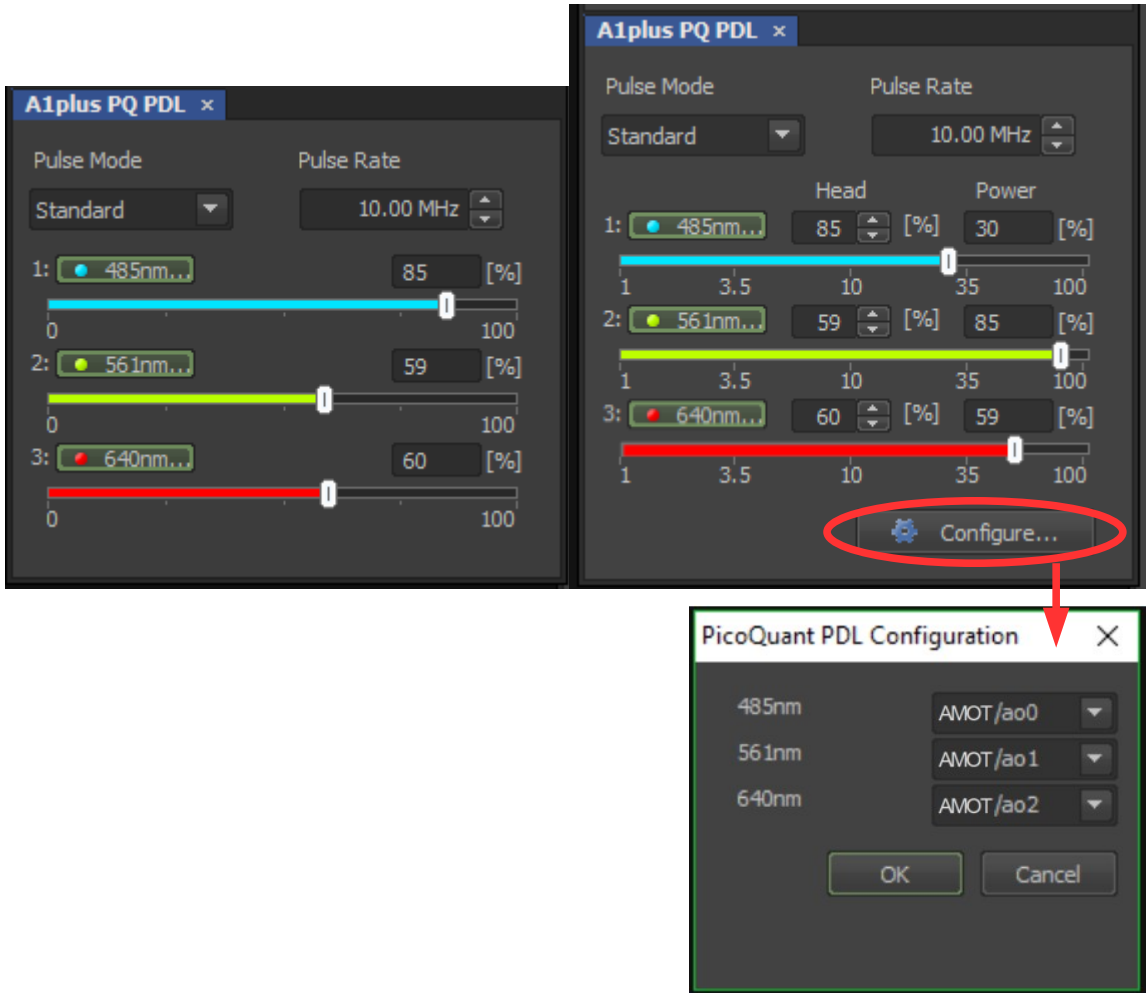 A1plus PQ PDL ×
Pulse Mode Pulse Rate
Standard 10.00 MHz
1: 485nm... 85 [%]
0 100
2: 561nm... 59 [%]
0 100
3: 640nm... 60 [%]
0 100
A1plus PQ PDL ×
Pulse Mode Pulse Rate
Standard 10.00 MHz
Head Power
1: 485nm... 85 [%] 30 [%]
1 3.5 10 35 100
2: 561nm... 59 [%] 85 [%]
1 3.5 10 35 100
3: 640nm... 60 [%] 59 [%]
1 3.5 10 35 100
Configure...
PicoQuant PDL Configuration
485nm AMOT/ao0
561nm AMOT/ao1
640nm AMOT/ao2
OK Cancel